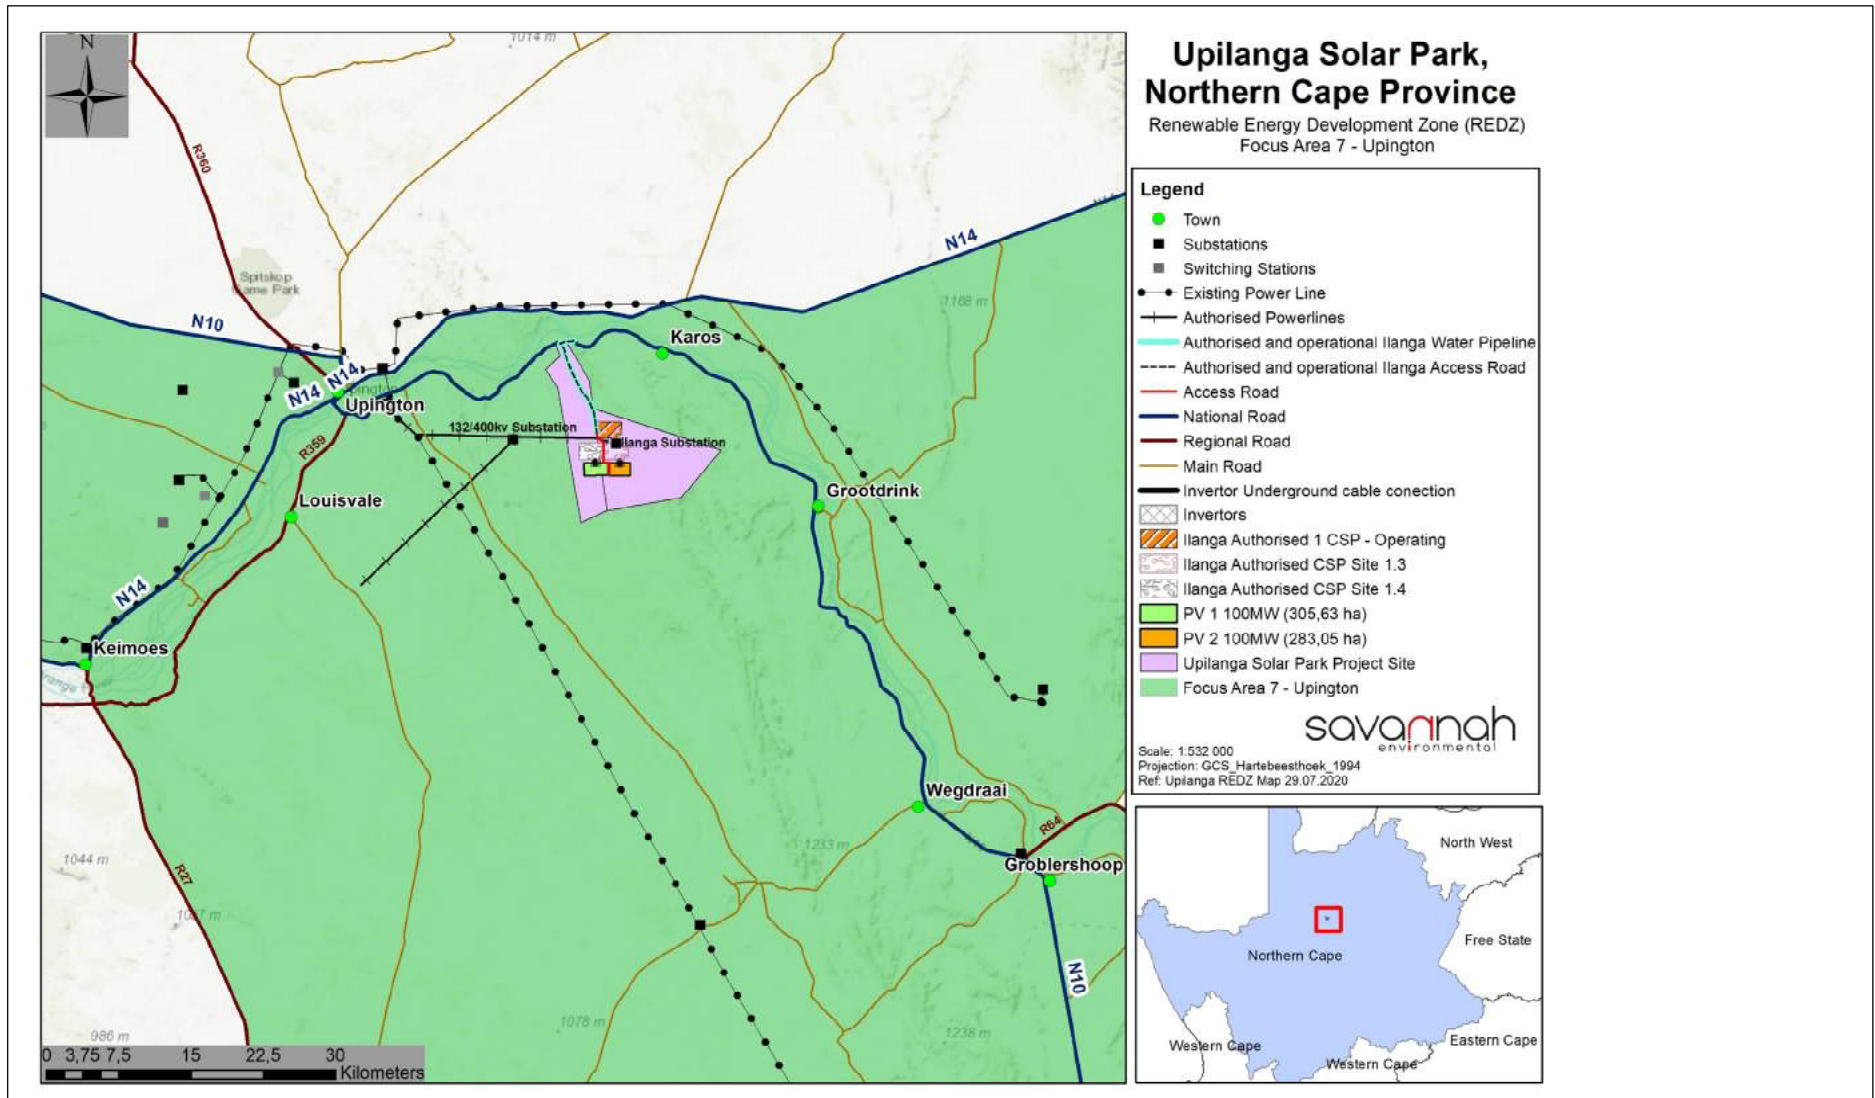 N
1014 m
R360
Spitskop
Game Park
N14
N10
1168 m
Karos
N14
N14
Upington
132/400kv Substation
Ilanga Substation
R359
Louisvale
Grootdrink
N14
Keimoes
Wegdraai
R64
1044 m
1233 m
Groblershoop
R27
N10
1078 m
1238 m
986 m
0 3,75 7,5 15 22,5 30
Kilometers
Upilanga Solar Park,
Northern Cape Province
Renewable Energy Development Zone (REDZ)
Focus Area 7 - Upington
Legend
Town
Substations
Switching Stations
Existing Power Line
Authorised Powerlines
Authorised and operational Ilanga Water Pipeline
Authorised and operational Ilanga Access Road
Access Road
National Road
Regional Road
Main Road
Invertor Underground cable conection
Invertors
Ilanga Authorised 1 CSP - Operating
Ilanga Authorised CSP Site 1.3
Ilanga Authorised CSP Site 1.4
PV 1 100MW (305,63 ha)
PV 2 100MW (283,05 ha)
Upilanga Solar Park Project Site
Focus Area 7 - Upington
savannah
environmental
Scale: 1:532 000
Projection: GCS_Hartebeesthoek_1994
Ref: Upilanga REDZ Map 29.07.2020
North West
Free State
Northern Cape
Eastern Cape
Western Cape
Western Cape